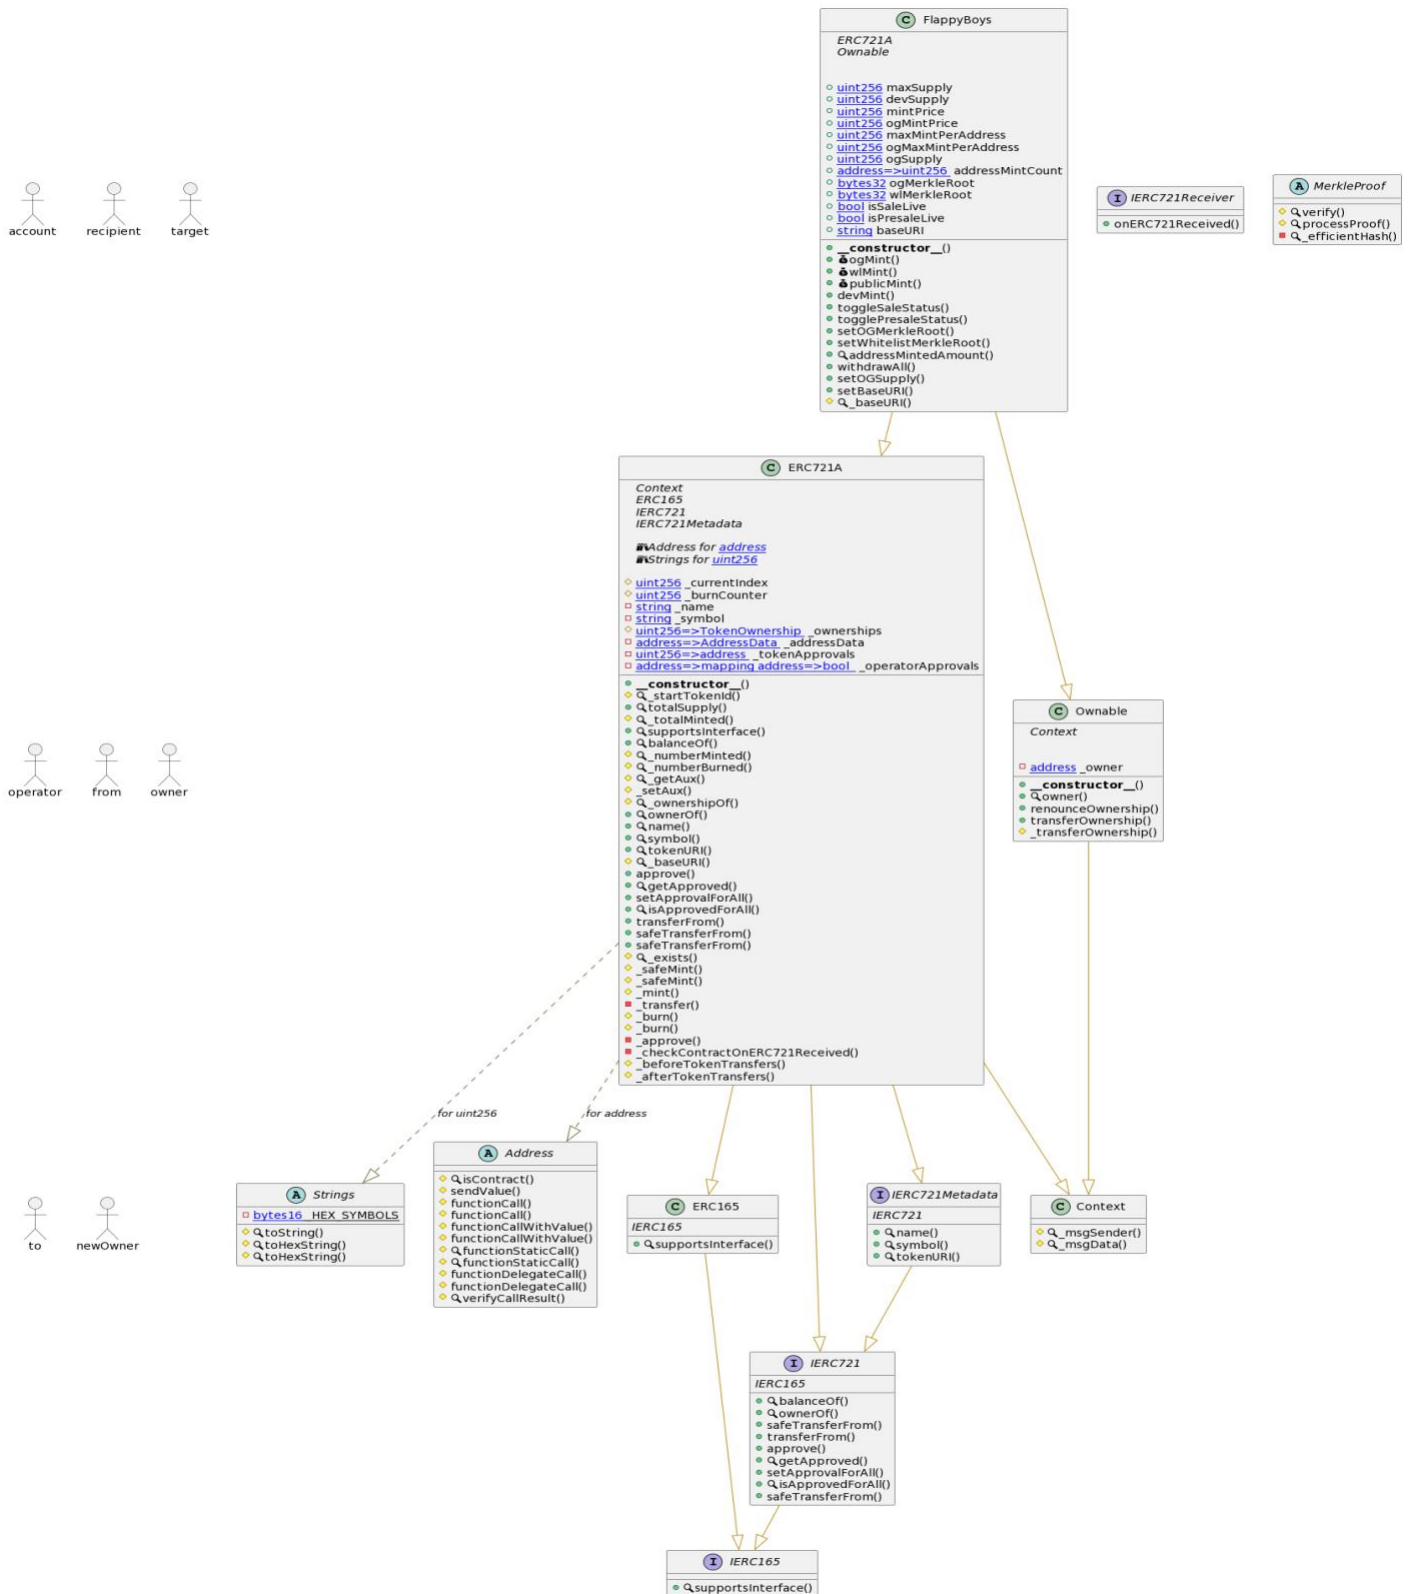 C FlappyBoys
ERC721A
Ownable
uint256 maxSupply
uint256 devSupply
uint256 mintPrice
uint256 ogMintPrice
uint256 maxMintPerAddress
uint256 ogMaxMintPerAddress
uint256 ogSupply
address=>uint256 addressMintCount
bytes32 ogMerkleRoot
bytes32 wlMerkleRoot
bool isSaleLive
bool isPresaleLive
string baseURI
__constructor__()
ogMint()
wlMint()
publicMint()
devMint()
toggleSaleStatus()
togglePresaleStatus()
setOGMerkleRoot()
setWhitelistMerkleRoot()
addressMintedAmount()
withdrawAll()
setOGSupply()
setBaseURI()
_baseURI()
account
recipient
target
I IERC721Receiver
onERC721Received()
A MerkleProof
verify()
processProof()
_efficientHash()
C ERC721A
Context
ERC165
IERC721
IERC721Metadata
Address for address
Strings for uint256
uint256 _currentIndex
uint256 _burnCounter
string _name
string _symbol
uint256=>TokenOwnership _ownerships
address=>AddressData _addressData
uint256=>address _tokenApprovals
address=>mapping address=>bool _operatorApprovals
__constructor__()
_startTokenId()
totalSupply()
_totalMinted()
supportsInterface()
balanceOf()
_numberMinted()
_numberBurned()
_getAux()
_setAux()
_ownershipOf()
ownerOf()
name()
symbol()
tokenURI()
_baseURI()
approve()
getApproved()
setApprovalForAll()
isApprovedForAll()
transferFrom()
safeTransferFrom()
safeTransferFrom()
_exists()
_safeMint()
_safeMint()
_mint()
_transfer()
_burn()
_burn()
_approve()
_checkContractOnERC721Received()
_beforeTokenTransfers()
_afterTokenTransfers()
C Ownable
Context
address _owner
__constructor__()
owner()
renounceOwnership()
transferOwnership()
_transferOwnership()
operator
from
owner
for uint256
for address
to
newOwner
A Strings
bytes16 _HEX_SYMBOLS
toString()
toHexString()
toHexString()
A Address
isContract()
sendValue()
functionCall()
functionCall()
functionCallWithValue()
functionCallWithValue()
functionStaticCall()
functionStaticCall()
functionDelegateCall()
functionDelegateCall()
verifyCallResult()
C ERC165
IERC165
supportsInterface()
I IERC721Metadata
IERC721
name()
symbol()
tokenURI()
C Context
_msgSender()
_msgData()
I IERC721
IERC165
balanceOf()
ownerOf()
safeTransferFrom()
transferFrom()
approve()
getApproved()
setApprovalForAll()
isApprovedForAll()
safeTransferFrom()
I IERC165
supportsInterface()